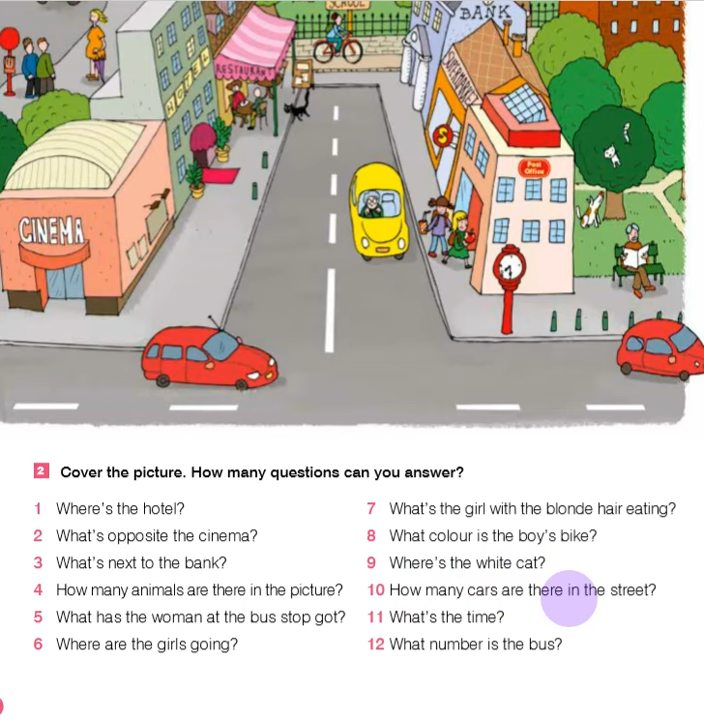 SCHOOL
BANK
HOTEL
RESTAURANT
Post
Office
CINEMA
2 Cover the picture. How many questions can you answer?
1 Where's the hotel?
2 What's opposite the cinema?
3 What's next to the bank?
4 How many animals are there in the picture?
5 What has the woman at the bus stop got?
6 Where are the girls going?
7 What's the girl with the blonde hair eating?
8 What colour is the boy's bike?
9 Where's the white cat?
10 How many cars are there in the street?
11 What's the time?
12 What number is the bus?